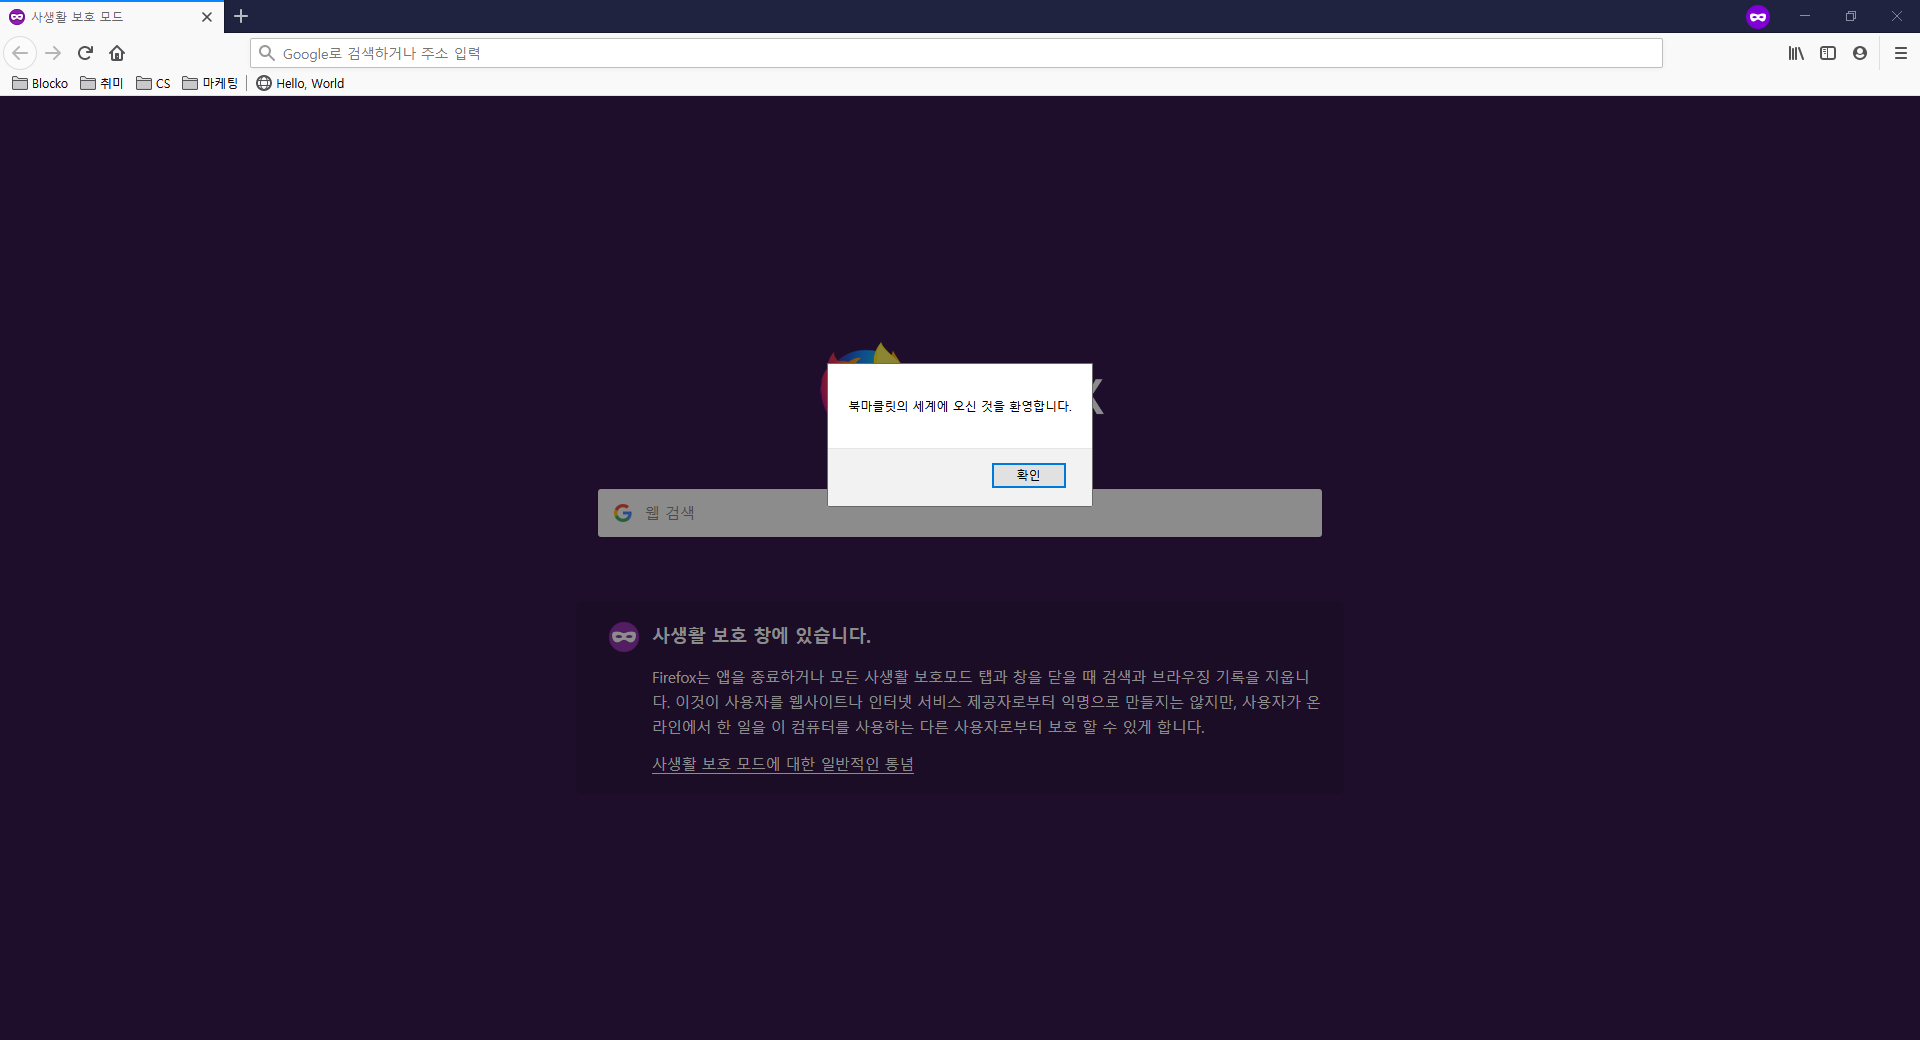 사생활 보호 모드
Google로 검색하거나 주소 입력
Blocko 취미 CS 마케팅 Hello, World
x
북마클릿의 세계에 오신 것을 환영합니다.
확인
웹 검색
사생활 보호 창에 있습니다.
Firefox는 앱을 종료하거나 모든 사생활 보호모드 탭과 창을 닫을 때 검색과 브라우징 기록을 지웁니
다. 이것이 사용자를 웹사이트나 인터넷 서비스 제공자로부터 익명으로 만들지는 않지만, 사용자가 온
라인에서 한 일을 이 컴퓨터를 사용하는 다른 사용자로부터 보호 할 수 있게 합니다.
사생활 보호 모드에 대한 일반적인 통념